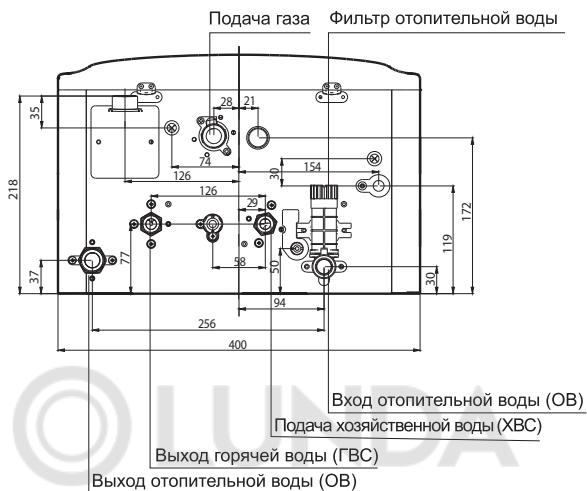 Подача газа
Фильтр отопительной воды
28
21
35
74
154
30
126
218
126
172
29
119
77
58
50
37
30
94
256
400
LUNDA
Вход отопительной воды (ОВ)
Подача хозяйственной воды (ХВС)
Выход горячей воды (ГВС)
Выход отопительной воды (ОВ)